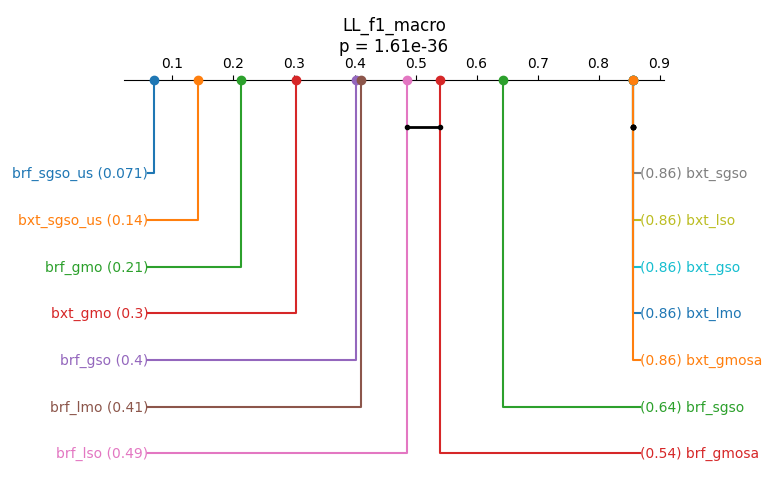 LL_f1_macro
p = 1.61e-36
0.1 0.2 0.3 0.4 0.5 0.6 0.7 0.8 0.9
brf_sgso_us (0.071)
(0.86) bxt_sgso
bxt_sgso_us (0.14)
(0.86) bxt_lso
brf_gmo (0.21)
(0.86) bxt_gso
bxt_gmo (0.3)
(0.86) bxt_lmo
brf_gso (0.4)
(0.86) bxt_gmosa
brf_lmo (0.41)
(0.64) brf_sgso
brf_lso (0.49)
(0.54) brf_gmosa